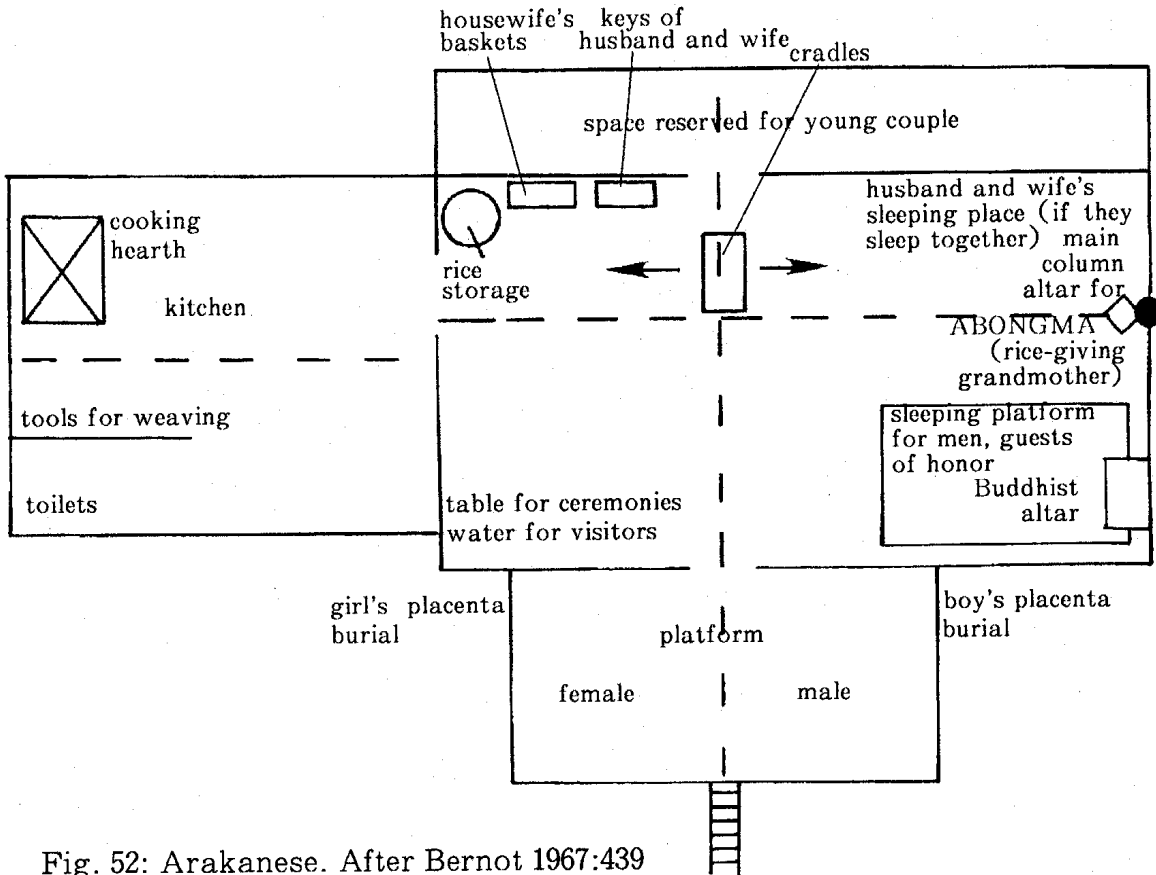 housewife's
baskets
keys of
husband and wife
cradles
space reserved for young couple
cooking
hearth
kitchen
rice
storage
husband and wife's
sleeping place (if they
sleep together) main
column
altar for
ABONGMA
(rice-giving
grandmother)
tools for weaving
toilets
table for ceremonies
water for visitors
sleeping platform
for men, guests
of honor
Buddhist
altar
girl's placenta
burial
boy's placenta
burial
platform
female
male
Fig. 52: Arakanese. After Bernot 1967:439